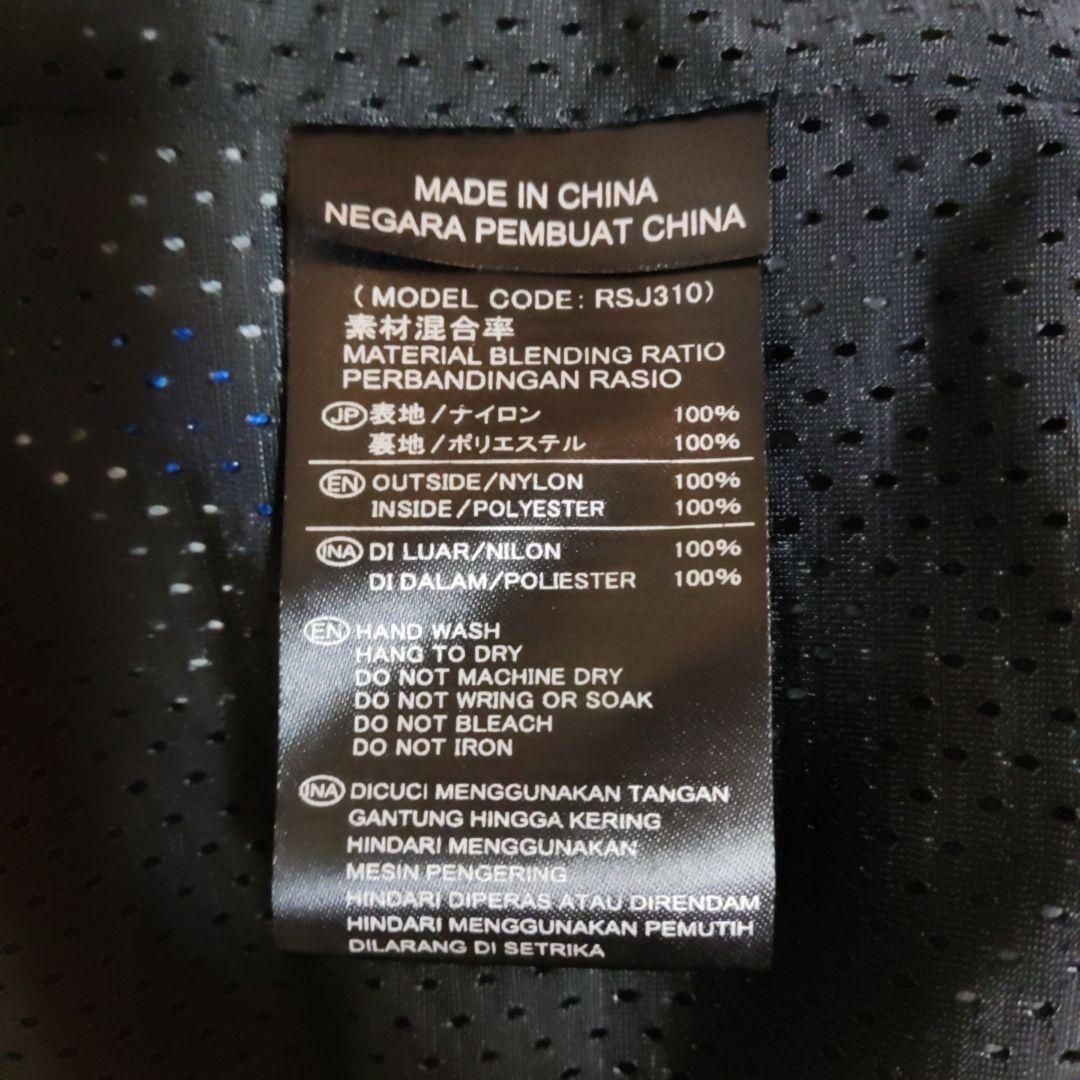 MADE IN CHINA
NEGARA PEMBUAT CHINA
(MODEL CODE: RSJ310)
素材混合率
MATERIAL BLENDING RATIO
PERBANDINGAN RASIO
JP 表地/ナイロン 100%
裏地/ポリエステル 100%
EN OUTSIDE/NYLON 100%
INSIDE/POLYESTER 100%
INA DI LUAR/NILON 100%
DI DALAM/POLIESTER 100%
EN HAND WASH
HANG TO DRY
DO NOT MACHINE DRY
DO NOT WRING OR SOAK
DO NOT BLEACH
DO NOT IRON
INA DICUCI MENGGUNAKAN TANGAN
GANTUNG HINGGA KERING
HINDARI MENGGUNAKAN
MESIN PENGERING
HINDARI DIPERAS ATAU DIRENDAM
HINDARI MENGGUNAKAN PEMUTIH
DILARANG DI SETRIKA